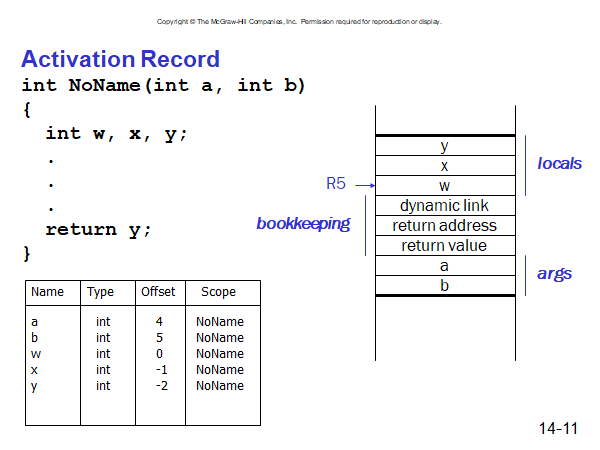 Copyright © The McGraw-Hill Companies, Inc. Permission required for reproduction or display.
Activation Record
int NoName(int a, int b)
{
int w, x, y;
.
.
.
return y;
}
Name Type Offset Scope
a int 4 NoName
b int 5 NoName
w int 0 NoName
x int -1 NoName
y int -2 NoName
y
x
R5 w
dynamic link
return address
return value
a
b
locals
bookkeeping
args
14-11